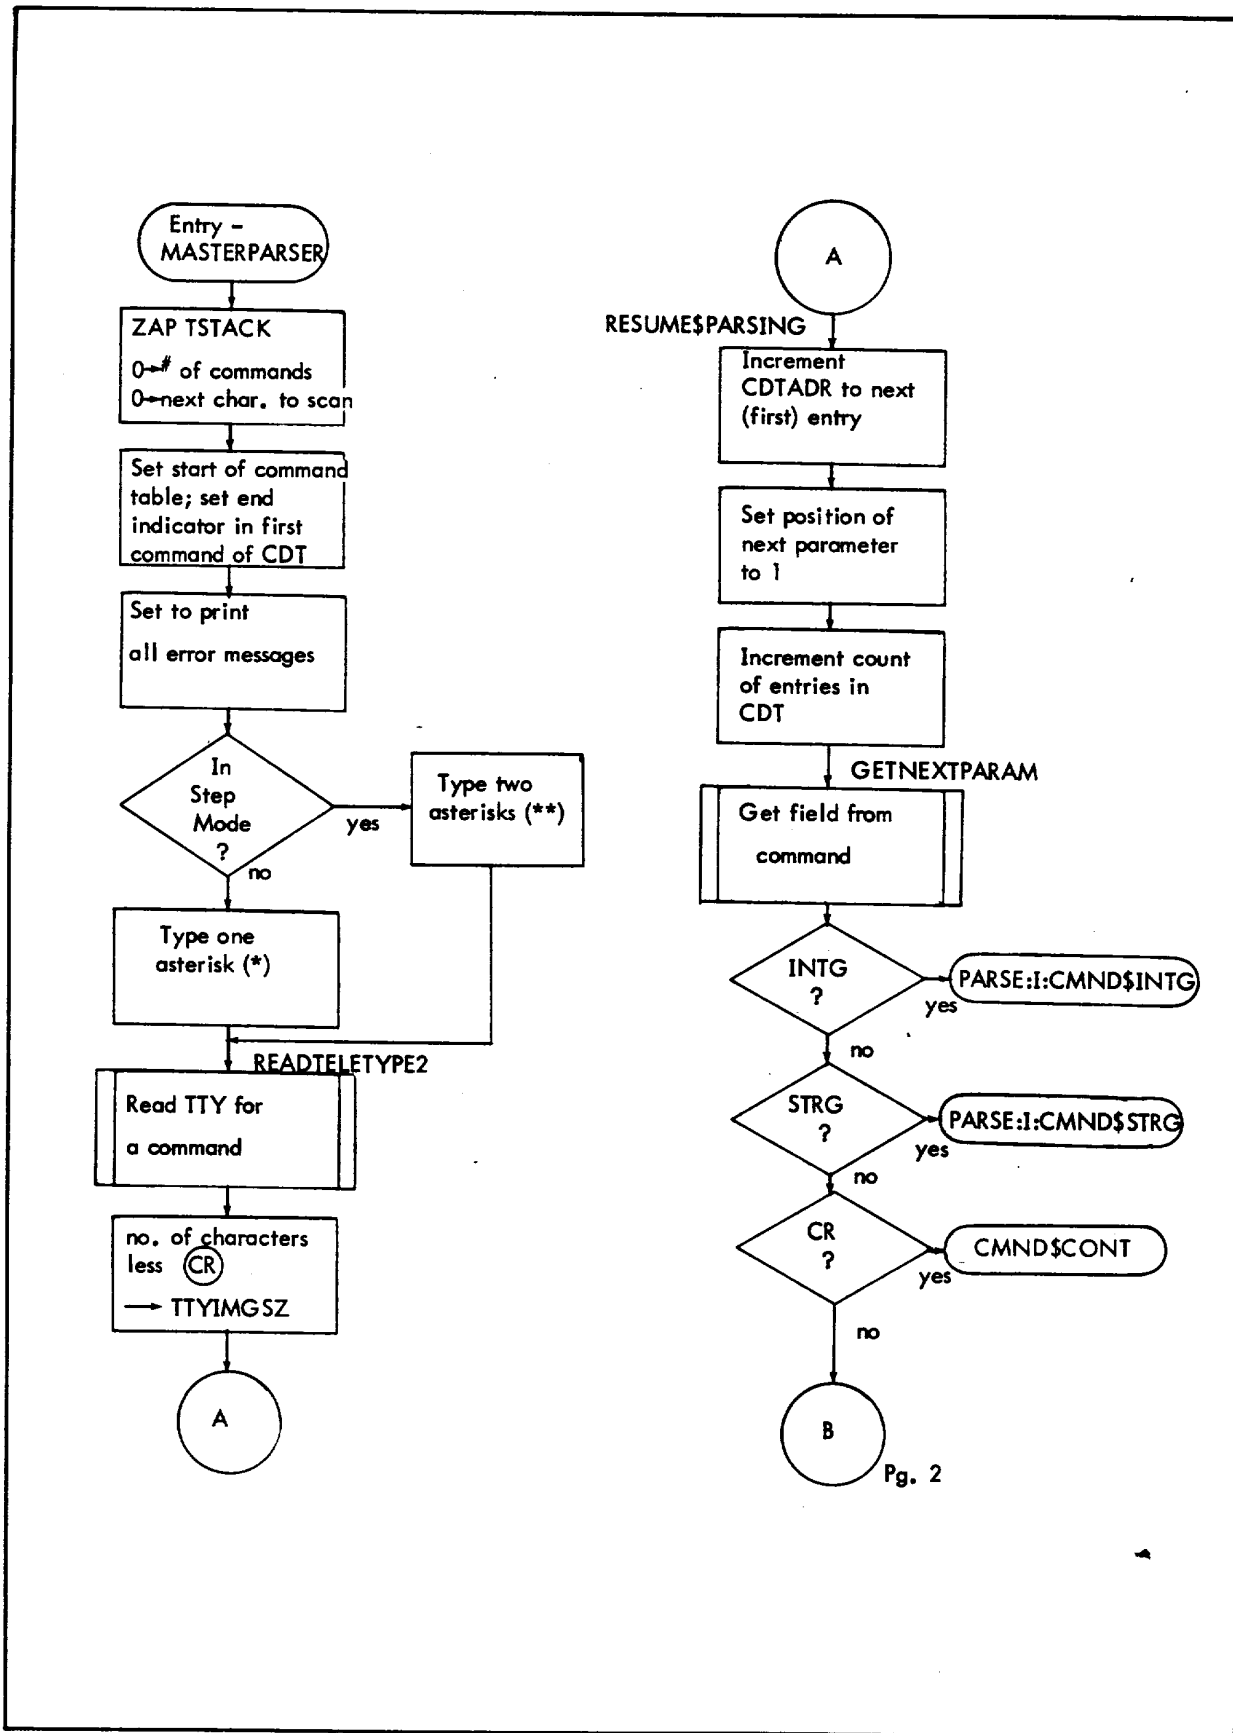 Entry -
MASTERPARSER
ZAP TSTACK
0→# of commands
0→next char. to scan
Set start of command
table; set end
indicator in first
command of CDT
Set to print
all error messages
In
Step
Mode
?
yes
no
Type two
asterisks (**)
Type one
asterisk (*)
READTELETYPE2
Read TTY for
a command
no. of characters
less CR
→ TTYIMGSZ
A
A
RESUME$PARSING
Increment
CDTADR to next
(first) entry
Set position of
next parameter
to 1
Increment count
of entries in
CDT
GETNEXTPARAM
Get field from
command
INTG
?
yes
PARSE:I:CMND$INTG
no
STRG
?
yes
PARSE:I:CMND$STRG
no
CR
?
yes
CMND$CONT
no
B
Pg. 2